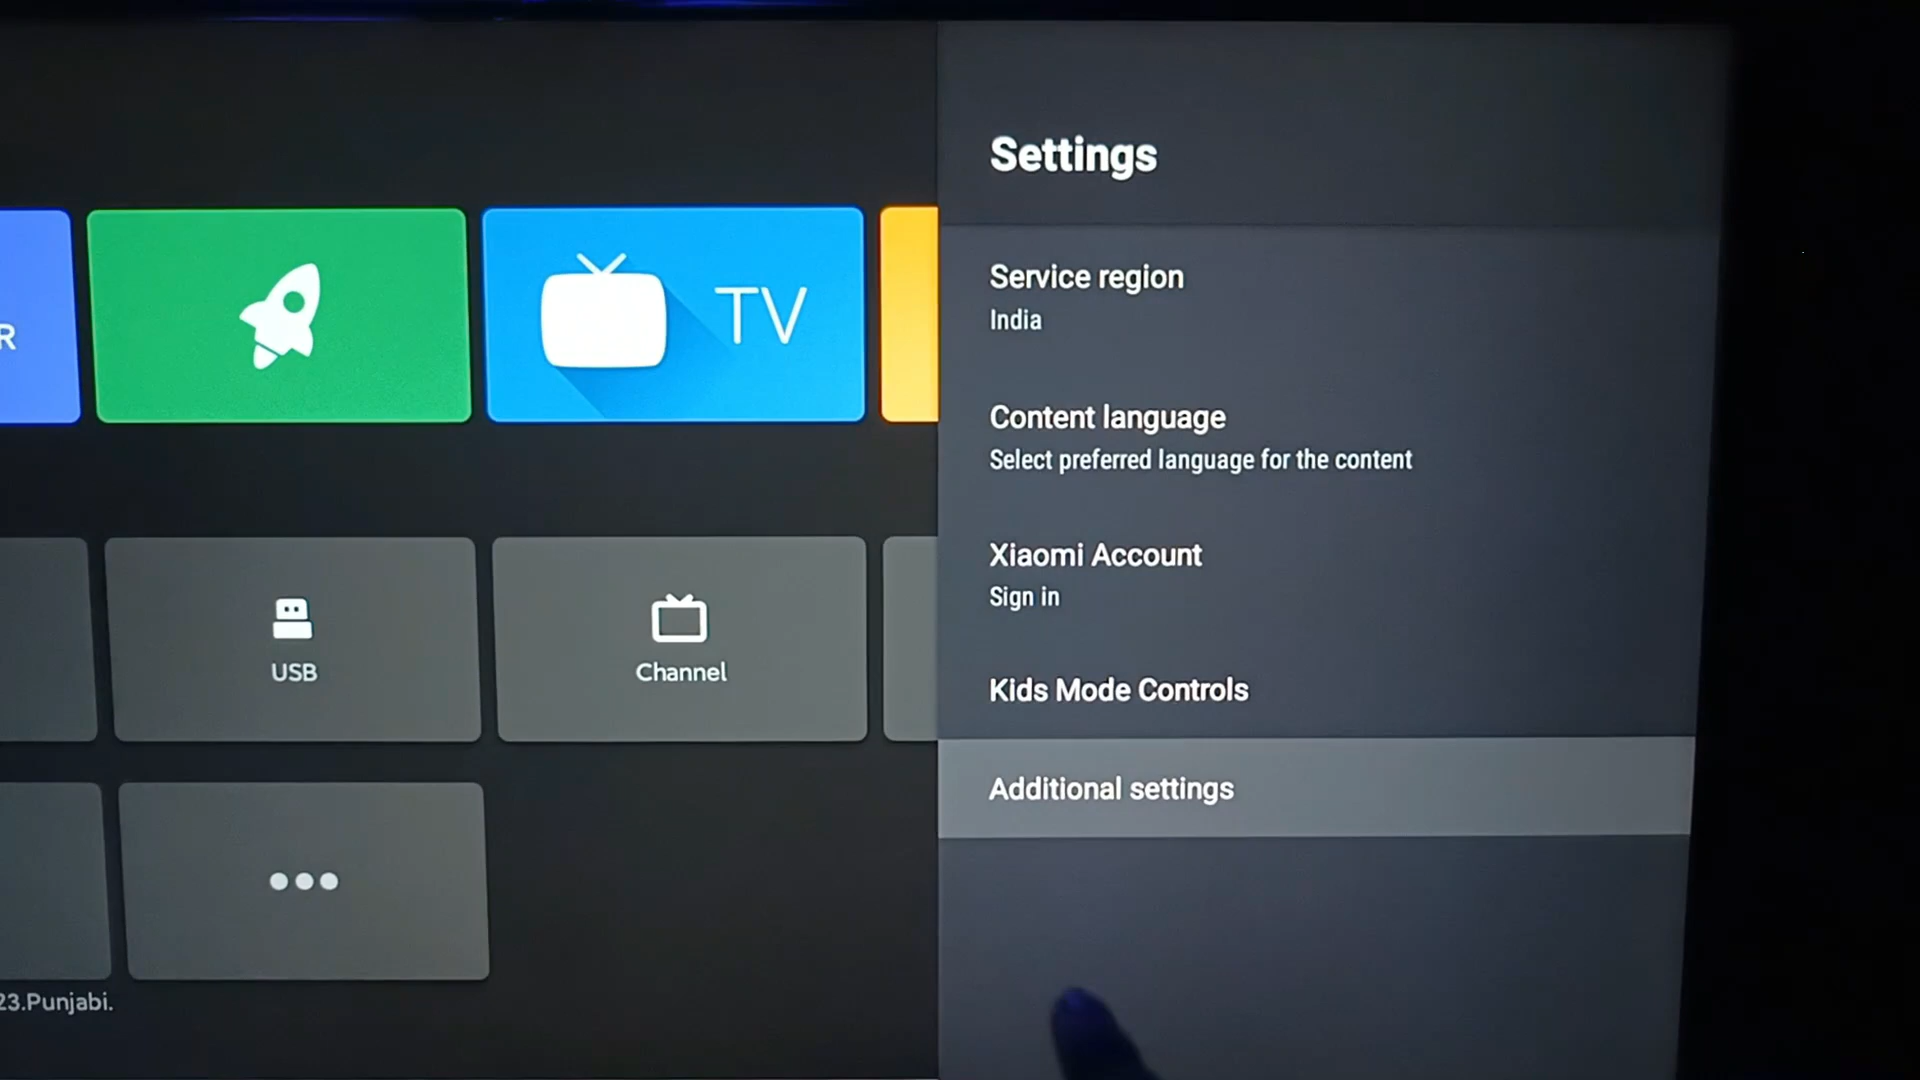 Settings
R
TV
Service region
India
Content language
Select preferred language for the content
Xiaomi Account
Sign in
USB
Channel
Kids Mode Controls
Additional settings
23.Punjabi.